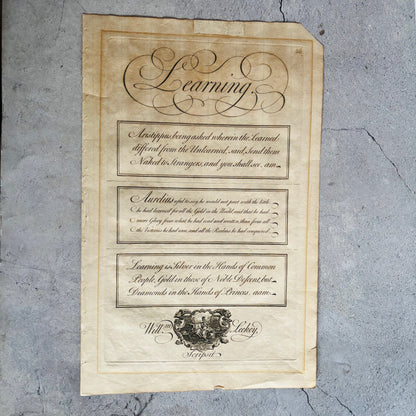 Learning.
Aristippus, being asked wherein the Learned
differed from the Unlearned, said, Send them
Naked to Strangers, and you shall see. am
Aurelius used to say, he would not part with the little
he had learned for all the Gold in the World and that he had
more Glory from what he had read and written, than from all
the Victories he had won, and all the Realms he had conquered
Learning is Silver in the Hands of Common
People, Gold in those of Noble Descent, but
Diamonds in the Hands of Princes. aam
Will.m Leekey.
Scripsit.